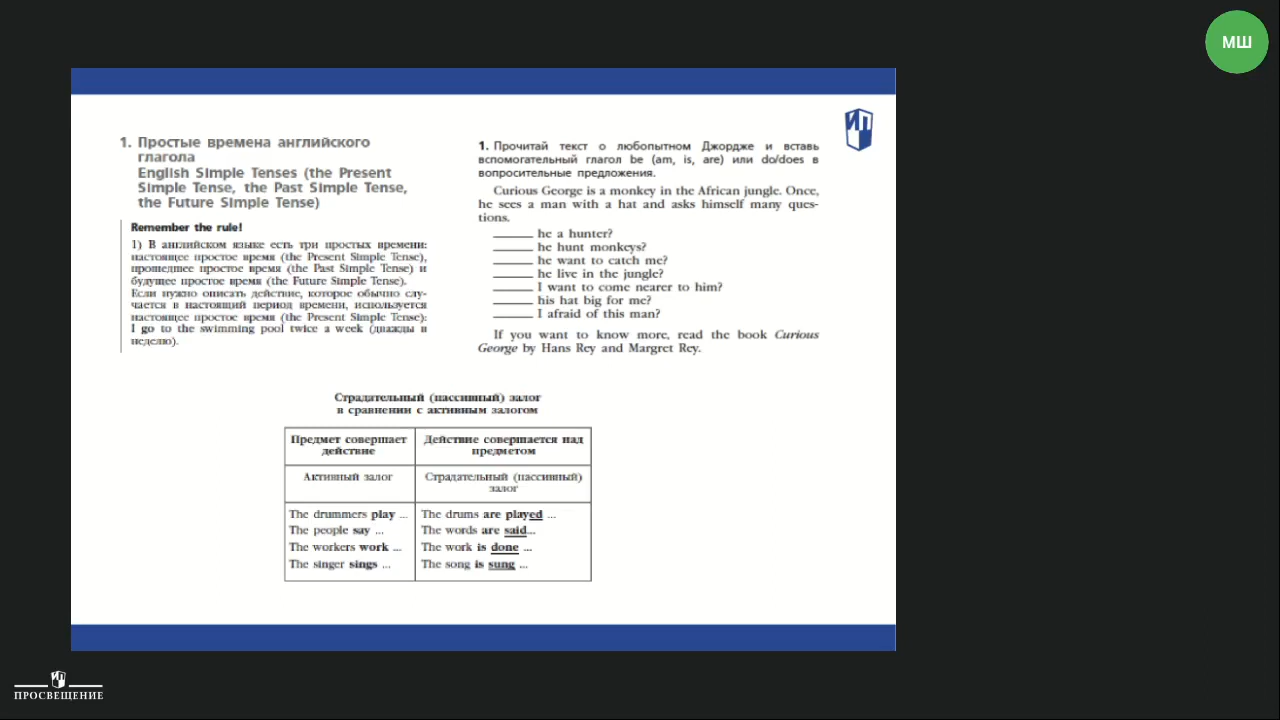 МШ
ИП
1. Простые времена английского
глагола
English Simple Tenses (the Present
Simple Tense, the Past Simple Tense,
the Future Simple Tense)
Remember the rule!
1) В английском языке есть три простых времени:
настоящее простое время (the Present Simple Tense),
прошедшее простое время (the Past Simple Tense) и
будущее простое время (the Future Simple Tense).
Если нужно описать действие, которое обычно слу-
чается в настоящий период времени, используется
настоящее простое время (the Present Simple Tense):
I go to the swimming pool twice a week (дважды в
неделю).
1. Прочитай текст о любопытном Джордже и вставь
вспомогательный глагол be (am, is, are) или do/does в
вопросительные предложения.
Curious George is a monkey in the African jungle. Once,
he sees a man with a hat and asks himself many ques-
tions.
______ he a hunter?
______ he hunt monkeys?
______ he want to catch me?
______ he live in the jungle?
______ I want to come nearer to him?
______ his hat big for me?
______ I afraid of this man?
If you want to know more, read the book Curious
George by Hans Rey and Margret Rey.
Страдательный (пассивный) залог
в сравнении с активным залогом
Предмет совершает
действие
Действие совершается над
предметом
Активный залог
Страдательный (пассивный)
залог
The drummers play ...
The drums are played ...
The people say ...
The words are said...
The workers work ...
The work is done ...
The singer sings ...
The song is sung ...
ПРОСВЕЩЕНИЕ